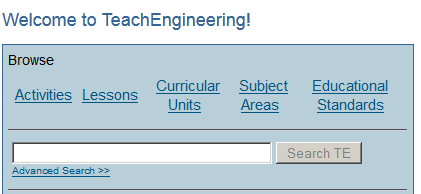 Welcome to TeachEngineering!
Browse
Activities Lessons Curricular Units Subject Areas Educational Standards
Search TE
Advanced Search >>